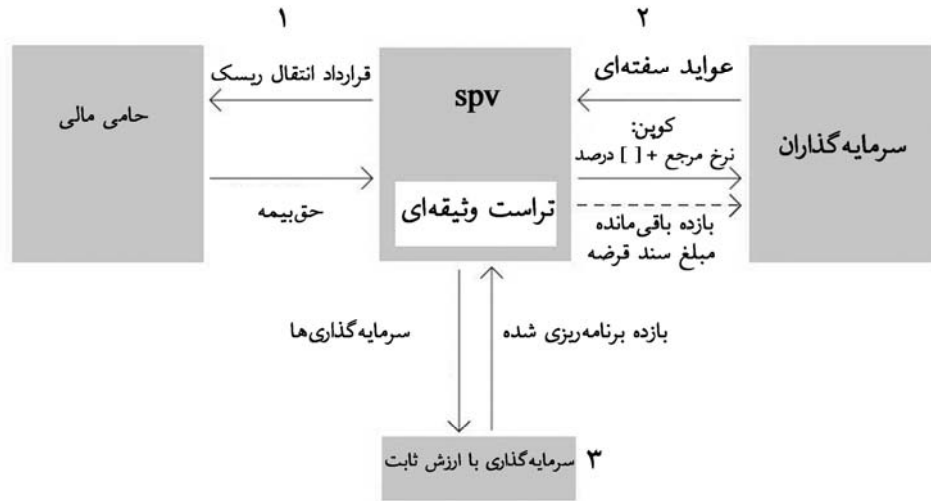 ۱
۲
حامی مالی
قرارداد انتقال ریسک
حق‌بیمه
spv
تراست وثیقه‌ای
عواید سفته‌ای
کوپن:
نرخ مرجع + [ ] درصد
بازده باقی‌مانده
مبلغ سند قرضه
سرمایه‌گذاران
سرمایه‌گذاری‌ها
بازده برنامه‌ریزی شده
۳
سرمایه‌گذاری با ارزش ثابت